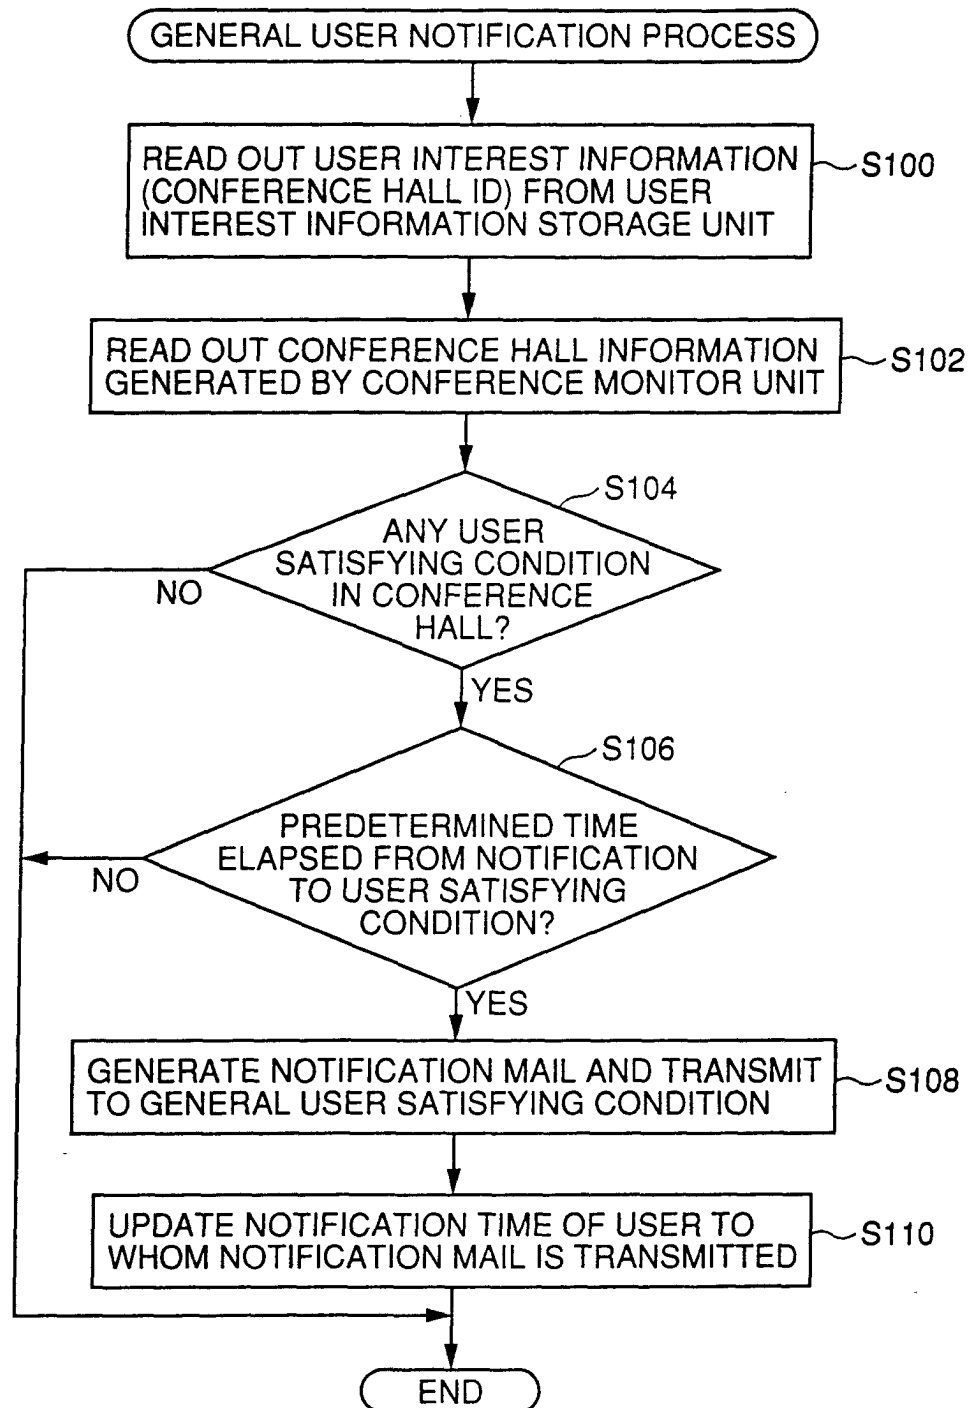 GENERAL USER NOTIFICATION PROCESS
READ OUT USER INTEREST INFORMATION
(CONFERENCE HALL ID) FROM USER
INTEREST INFORMATION STORAGE UNIT
S100
READ OUT CONFERENCE HALL INFORMATION
GENERATED BY CONFERENCE MONITOR UNIT
S102
S104
ANY USER
SATISFYING CONDITION
IN CONFERENCE
HALL?
NO
YES
S106
PREDETERMINED TIME
ELAPSED FROM NOTIFICATION
TO USER SATISFYING
CONDITION?
NO
YES
GENERATE NOTIFICATION MAIL AND TRANSMIT
TO GENERAL USER SATISFYING CONDITION
S108
UPDATE NOTIFICATION TIME OF USER TO
WHOM NOTIFICATION MAIL IS TRANSMITTED
S110
END